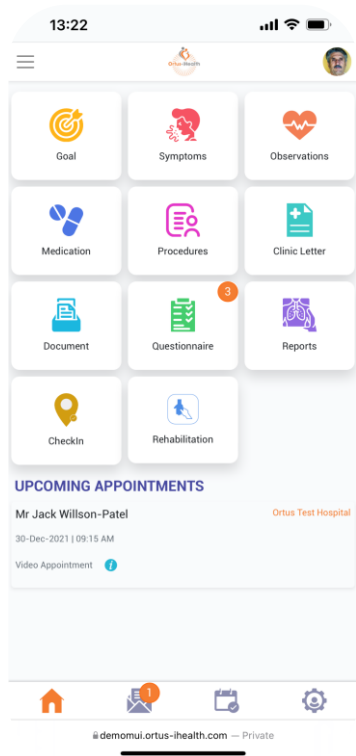 13:22
Ortus-iHealth
Goal
Symptoms
Observations
Medication
Procedures
Clinic Letter
3
Document
Questionnaire
Reports
CheckIn
Rehabilitation
UPCOMING APPOINTMENTS
Mr Jack Willson-Patel
Ortus Test Hospital
30-Dec-2021 | 09:15 AM
Video Appointment i
1
demomui.ortus-ihealth.com — Private